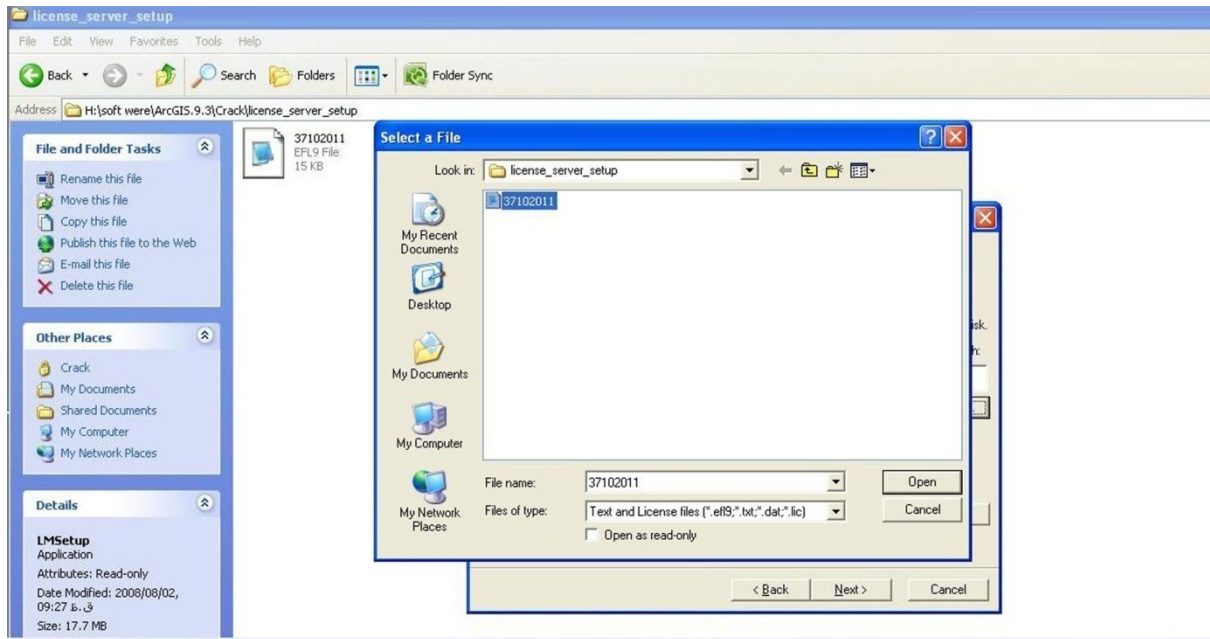 license_server_setup
File Edit View Favorites Tools Help
Back Search Folders Folder Sync
Address H:\soft were\ArcGIS.9.3\Crack\license_server_setup
File and Folder Tasks
Rename this file
Move this file
Copy this file
Publish this file to the Web
E-mail this file
Delete this file
Other Places
Crack
My Documents
Shared Documents
My Computer
My Network Places
Details
LMSetup
Application
Attributes: Read-only
Date Modified: 2008/08/02,
09:27 ق.ظ
Size: 17.7 MB
37102011
EFL9 File
15 KB
Select a File
Look in: license_server_setup
37102011
My Recent
Documents
Desktop
My Documents
My Computer
My Network
Places
File name: 37102011 Open
Files of type: Text and License files (*.efl9;*.txt;*.dat;*.lic) Cancel
Open as read-only
isk.
h:
< Back Next > Cancel